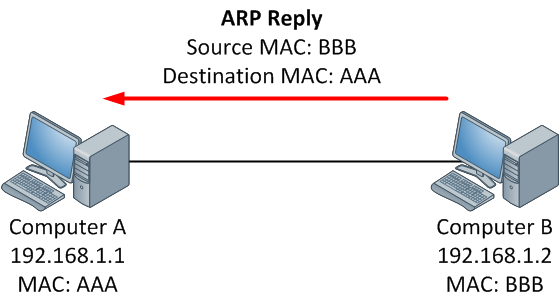 ARP Reply
Source MAC: BBB
Destination MAC: AAA
Computer A
192.168.1.1
MAC: AAA
Computer B
192.168.1.2
MAC: BBB